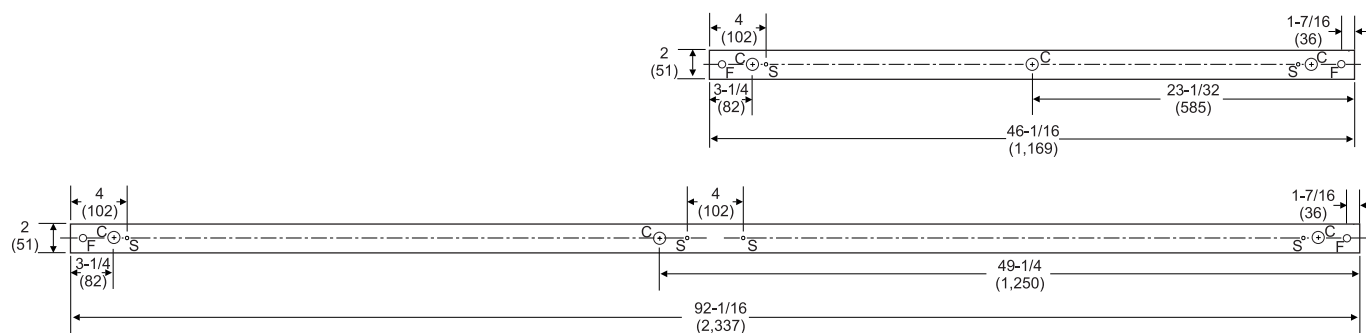 4
(102)
1-7/16
(36)
2
(51)
F
C
S
C
S
C
F
3-1/4
(82)
23-1/32
(585)
46-1/16
(1,169)
4
(102)
4
(102)
1-7/16
(36)
2
(51)
F
C
S
C
S
S
S
C
F
3-1/4
(82)
49-1/4
(1,250)
92-1/16
(2,337)